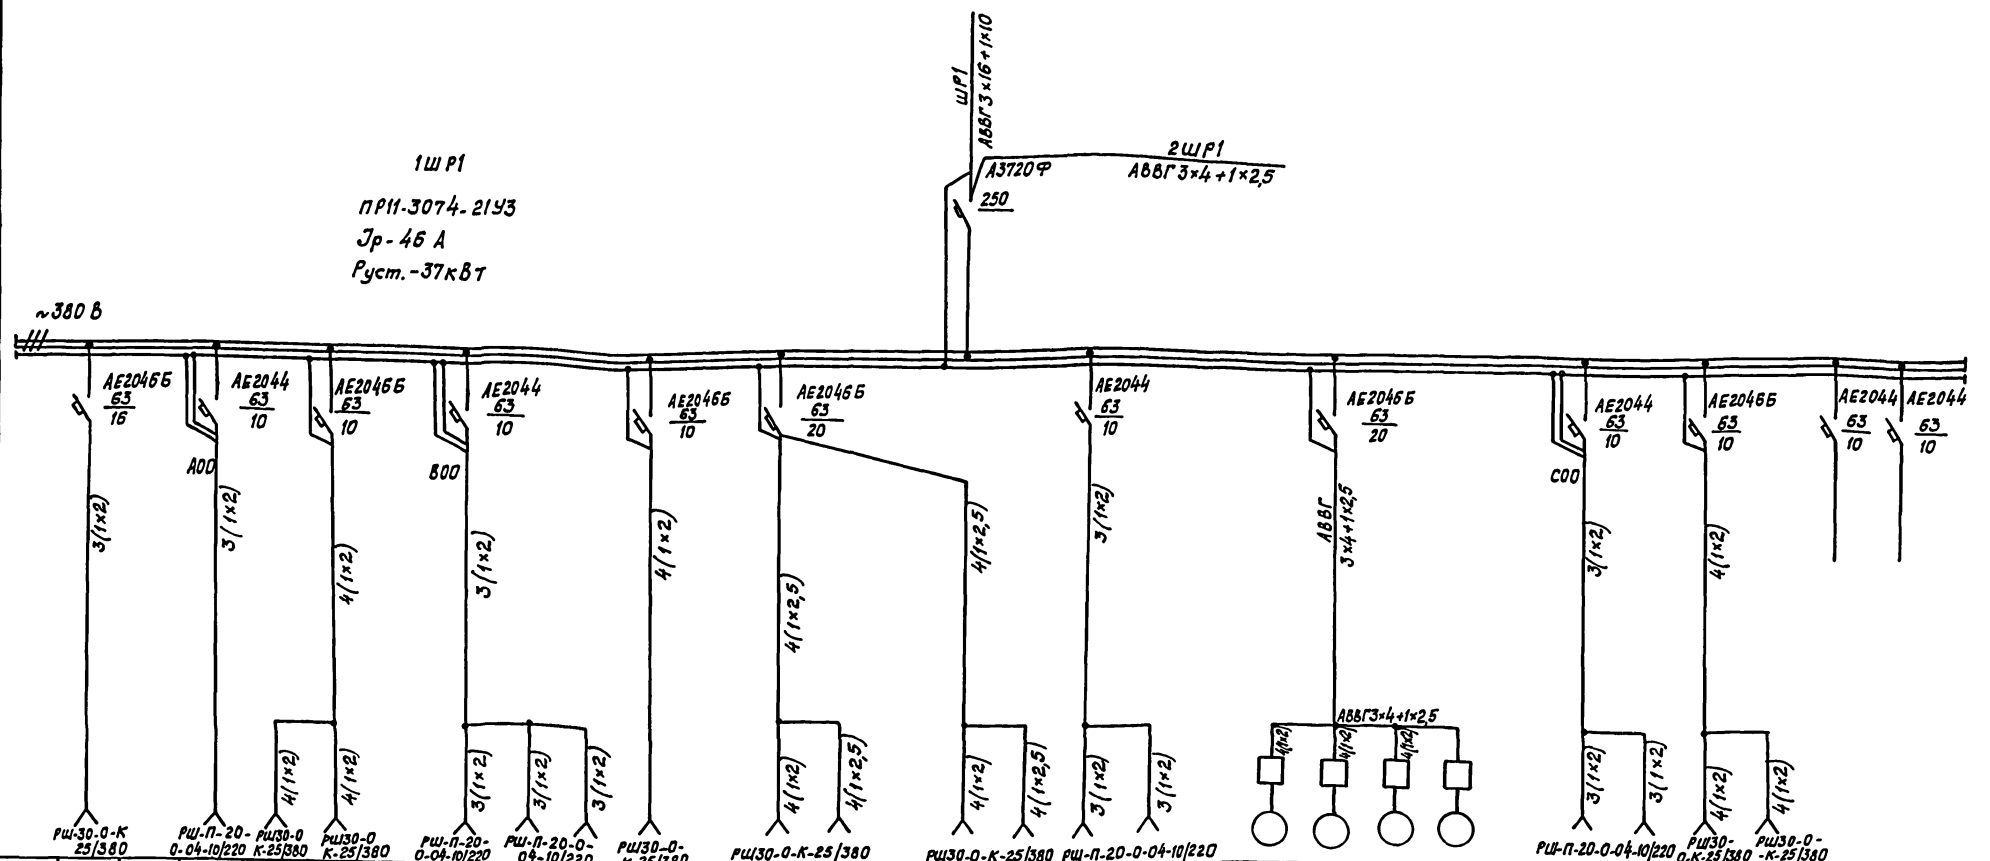 ШР1
АВВГ 3×16+1×10
1ШР1
ПР11-3074-21У3
Jр-46 А
Руст.-37кВт
А3720Ф
250
2ШР1
АВВГ 3×4+1×2,5
~380 В
АЕ2046Б
63
16
АЕ2044
63
10
АЕ2046Б
63
10
АЕ2044
63
10
АЕ2046Б
63
10
АЕ2046Б
63
20
АЕ2044
63
10
АЕ2046Б
63
20
АЕ2044
63
10
АЕ2046Б
63
10
АЕ2044
63
10
АЕ2044
63
10
А00
В00
С00
3(1×2)
3(1×2)
4(1×2)
3(1×2)
4(1×2)
4(1×2,5)
4(1×2,5)
3(1×2)
АВВГ
3×4+1×2,5
3(1×2)
4(1×2)
АВВГ3×4+1×2,5
4(1×2)
4(1×2)
3(1×2)
3(1×2)
3(1×2)
4(1×2)
4(1×2,5)
4(1×2)
4(1×2,5)
3(1×2)
3(1×2)
4(1×2)
4(1×2)
4(1×2)
3(1×2)
3(1×2)
4(1×2)
4(1×2)
РШ-30-0-К
25/380
РШ-П-20-
0-04-10/220
РШ30-0
К-25/380
РШ30-0
К-25/380
РШ-П-20-
0-04-10/220
РШ-П-20-0-
04-10/220
РШ30-0-
К-25/380
РШ30-0-К-25/380
РШ30-0-К-25/380
РШ-П-20-0-04-10/220
РШ-П-20-0-04-10/220
РШ30-
0-К-25/380
РШ30-0-
-К-25/380